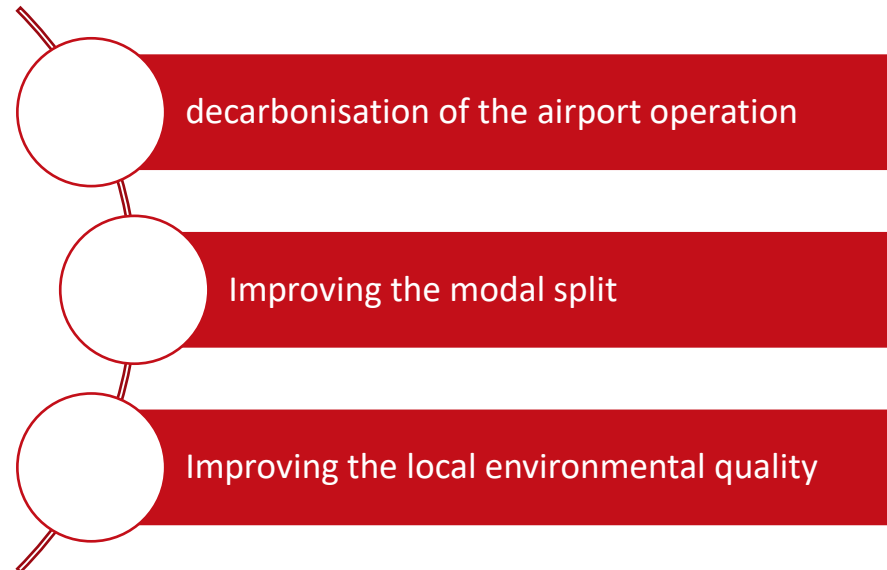 decarbonisation of the airport operation
Improving the modal split
Improving the local environmental quality